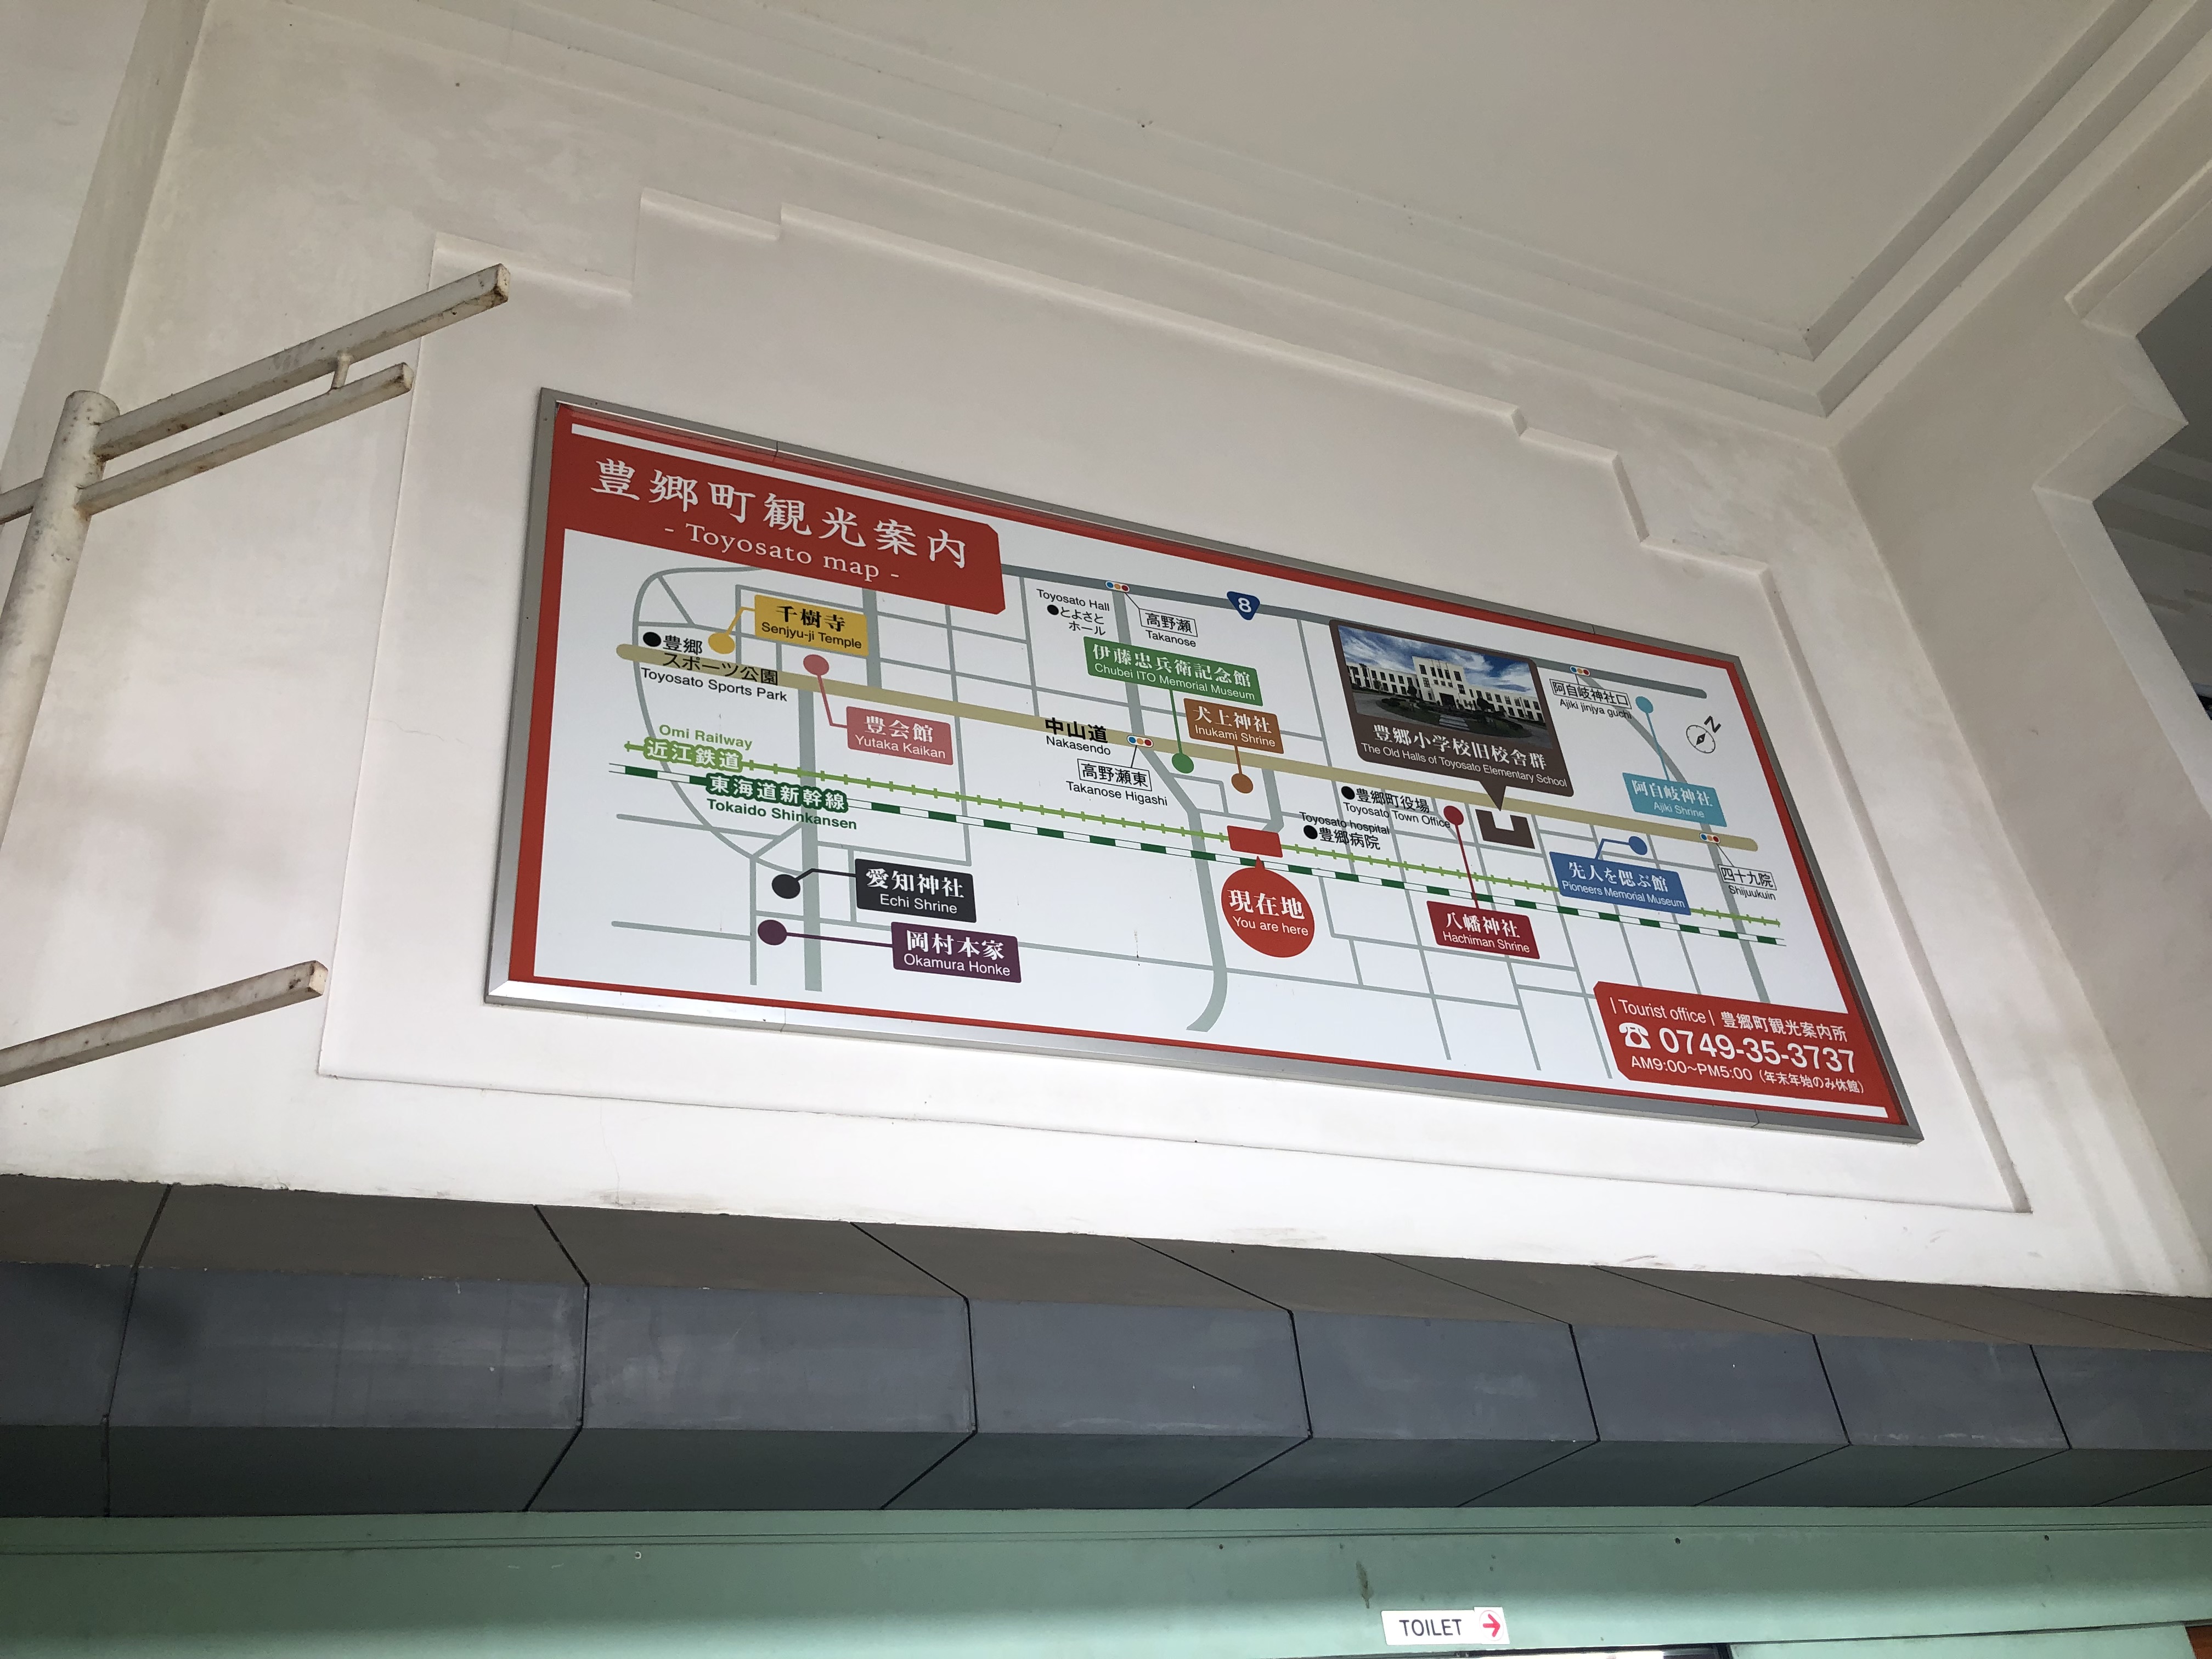 豊郷町観光案内
- Toyosato map -
8
千樹寺
Senjyu-ji Temple
豊郷
スポーツ公園
Toyosato Sports Park
豊会館
Yutaka Kaikan
Toyosato Hall
とよさと
ホール
高野瀬
Takanose
伊藤忠兵衛記念館
Chubei ITO Memorial Museum
犬上神社
Inukami Shrine
中山道
Nakasendo
高野瀬東
Takanose Higashi
豊郷小学校旧校舎群
The Old Halls of Toyosato Elementary School
阿自岐神社口
Ajiki jinjya guchi
N
阿自岐神社
Ajiki Shrine
Omi Railway
近江鉄道
東海道新幹線
Tokaido Shinkansen
豊郷町役場
Toyosato Town Office
Toyosato hospital
豊郷病院
先人を偲ぶ館
Pioneers Memorial Museum
四十九院
Shijuukuin
愛知神社
Echi Shrine
岡村本家
Okamura Honke
現在地
You are here
八幡神社
Hachiman Shrine
| Tourist office | 豊郷町観光案内所
☎ 0749-35-3737
AM9:00~PM5:00（年末年始のみ休館）
TOILET →